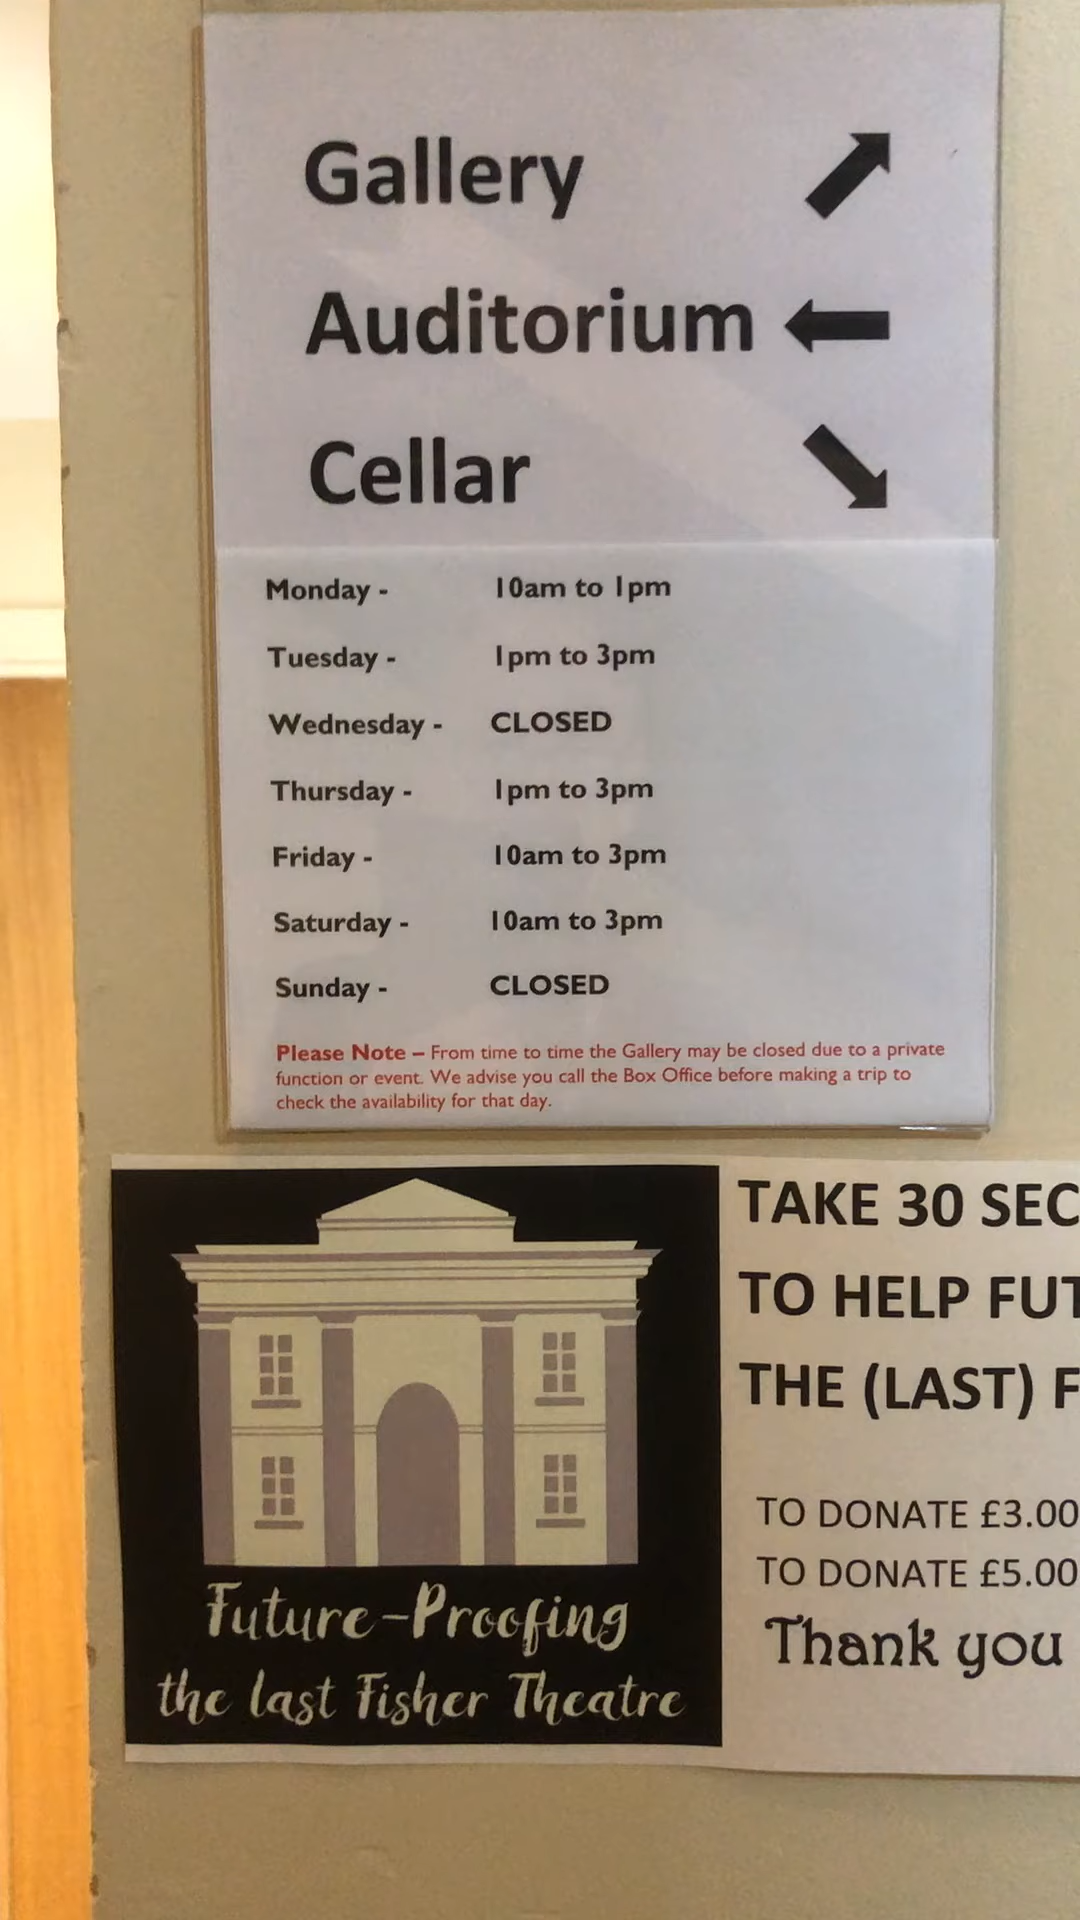 Gallery
Auditorium
Cellar
Monday - 10am to 1pm
Tuesday - 1pm to 3pm
Wednesday - CLOSED
Thursday - 1pm to 3pm
Friday - 10am to 3pm
Saturday - 10am to 3pm
Sunday - CLOSED
Please Note – From time to time the Gallery may be closed due to a private
function or event. We advise you call the Box Office before making a trip to
check the availability for that day.
Future-Proofing
the last Fisher Theatre
TAKE 30 SEC
TO HELP FUT
THE (LAST) F
TO DONATE £3.00
TO DONATE £5.00
Thank you